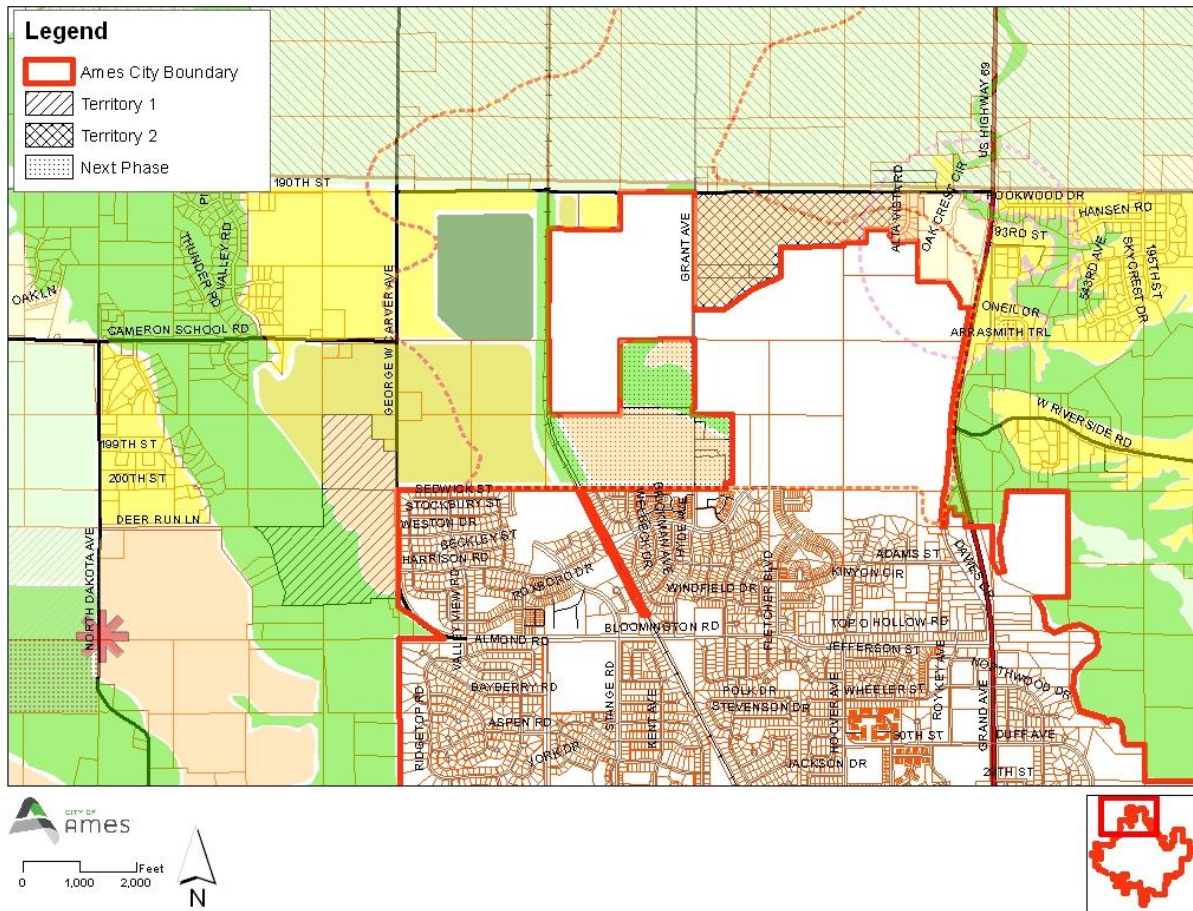 Legend
Ames City Boundary
Territory 1
Territory 2
Next Phase
190TH ST
US HIGHWAY 69
ALTA VISTA RD
OAK CREST CIR
HANSEN RD
93RD ST
195TH ST
SKYCREST DR
543RD AVE
GRANT AVE
THUNDER RD
VALLEY RD
OAK LN
CAMERON SCHOOL RD
GEORGE W CARVER AVE
ONEIL DR
ARRASMITH TRL
W RIVERSIDE RD
199TH ST
200TH ST
DEER RUN LN
NORTH DAKOTA AVE
STOCKBURY ST
WESTON DR
BECKLEY ST
HARRISON RD
ROXBORO DR
VALLEY VIEW RD
BROOKMAN AVE
WINDFIELD DR
FLETCHER BLVD
ADAMS ST
KINYON CIR
DAWES DR
BLOOMINGTON RD
TOP O HOLLOW RD
ALMOND RD
JEFFERSON ST
NORTHWOOD DR
BAYBERRY RD
POLK DR
WHEELER ST
ROY KEY AVE
STEVENSON DR
ASPEN RD
RIDGETOP RD
STANGE RD
KENT AVE
HOOVER AVE
GRAND AVE
YORK DR
30TH ST
DUFF AVE
JACKSON DR
CITY OF
Ames
Feet
0 1,000 2,000
N